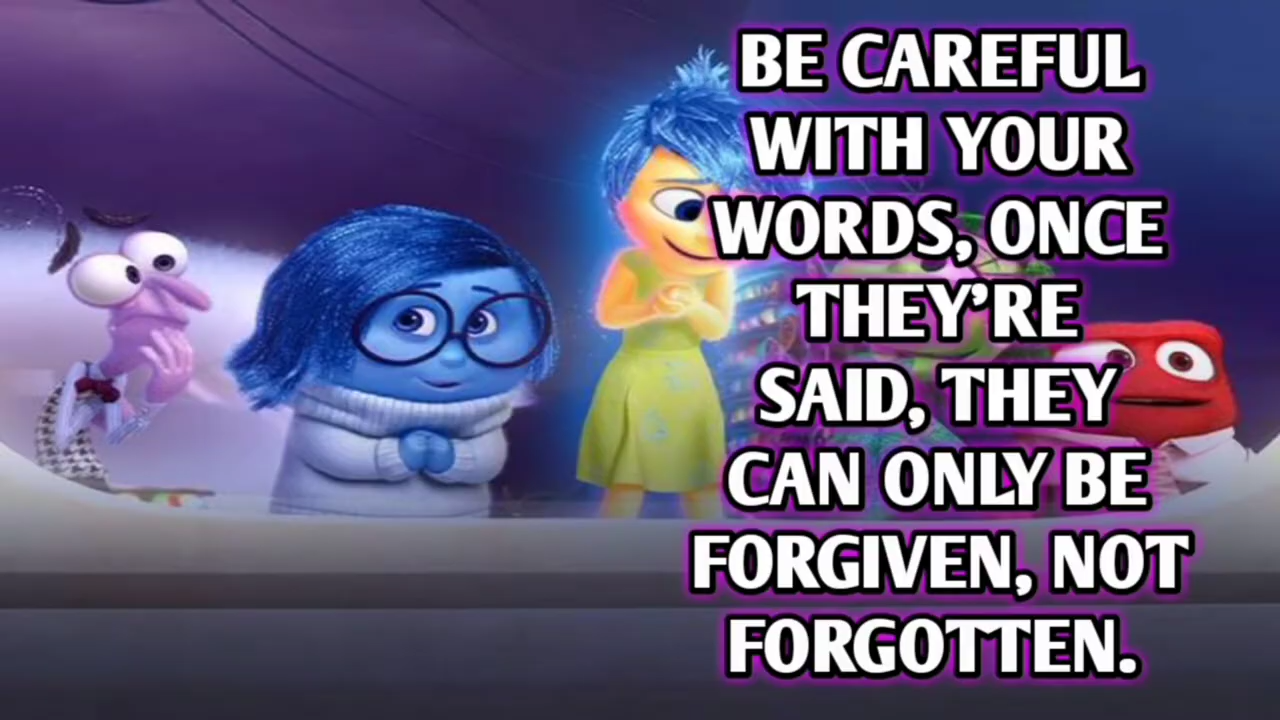 BE CAREFUL
WITH YOUR
WORDS, ONCE
THEY’RE
SAID, THEY
CAN ONLY BE
FORGIVEN, NOT
FORGOTTEN.